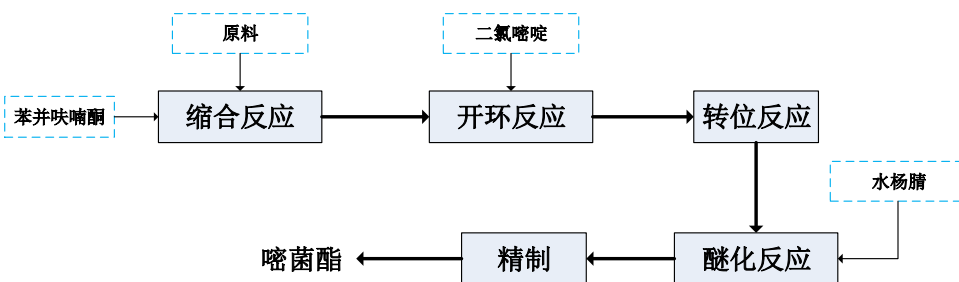 原料
二氯嘧啶
苯并呋喃酮
缩合反应
开环反应
转位反应
水杨腈
嘧菌酯
精制
醚化反应